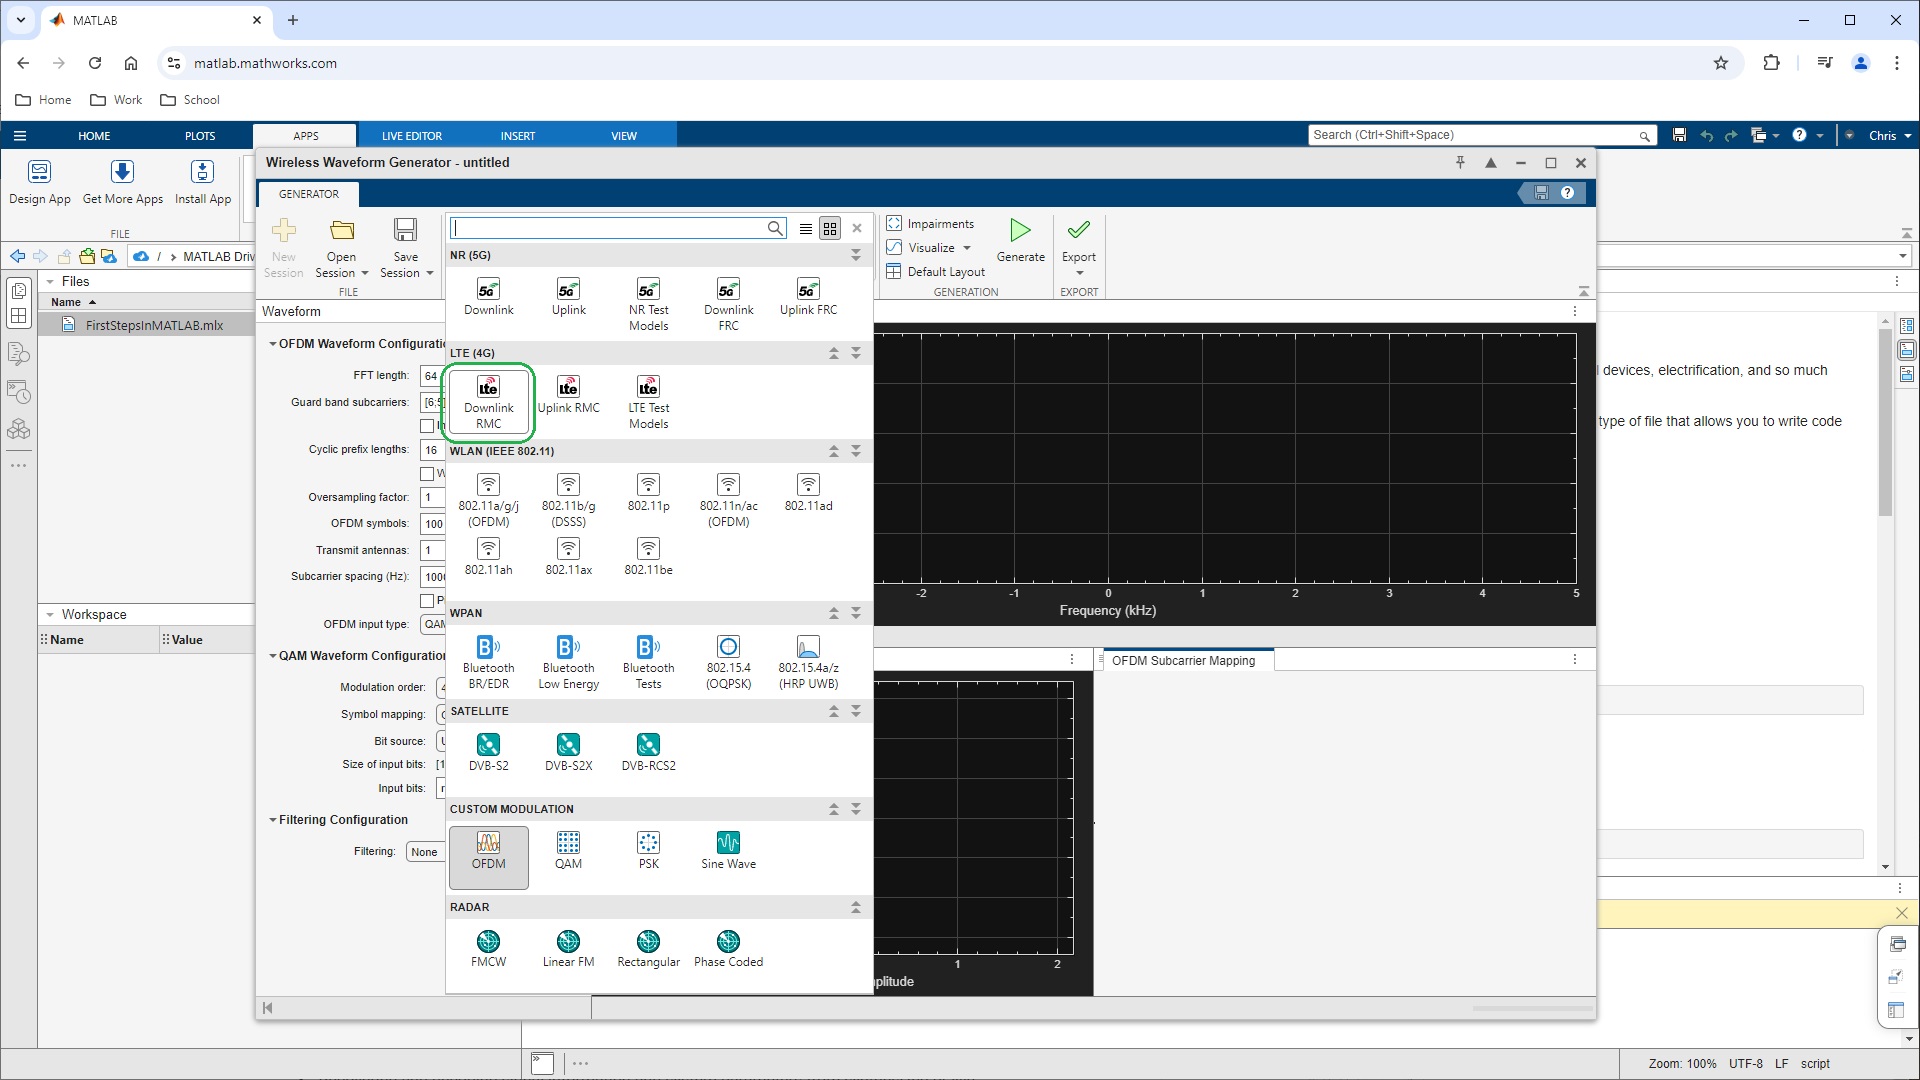 MATLAB
matlab.mathworks.com
Home
Work
School
HOME
PLOTS
APPS
LIVE EDITOR
INSERT
VIEW
Search (Ctrl+Shift+Space)
Chris
Design App
Get More Apps
Install App
FILE
/ > MATLAB Driv
Files
Name
FirstStepsInMATLAB.mlx
Workspace
Name
Value
Wireless Waveform Generator - untitled
GENERATOR
New
Session
Open
Session
Save
Session
FILE
Impairments
Visualize
Default Layout
GENERATION
Generate
Export
EXPORT
Waveform
OFDM Waveform Configuratio
FFT length: 64
Guard band subcarriers: [6;5
Cyclic prefix lengths: 16
W
Oversampling factor: 1
OFDM symbols: 100
Transmit antennas: 1
Subcarrier spacing (Hz): 1000
OFDM input type: QAM
QAM Waveform Configuration
Modulation order: 4
Symbol mapping:
Bit source:
Size of input bits: [1
Input bits: r
Filtering Configuration
Filtering: None
NR (5G)
Downlink
Uplink
NR Test
Models
Downlink
FRC
Uplink FRC
LTE (4G)
Downlink
RMC
Uplink RMC
LTE Test
Models
WLAN (IEEE 802.11)
802.11a/g/j
(OFDM)
802.11b/g
(DSSS)
802.11p
802.11n/ac
(OFDM)
802.11ad
802.11ah
802.11ax
802.11be
WPAN
Bluetooth
BR/EDR
Bluetooth
Low Energy
Bluetooth
Tests
802.15.4
(OQPSK)
802.15.4a/z
(HRP UWB)
SATELLITE
DVB-S2
DVB-S2X
DVB-RCS2
CUSTOM MODULATION
OFDM
QAM
PSK
Sine Wave
RADAR
FMCW
Linear FM
Rectangular
Phase Coded
-2 -1 0 1 2 3 4 5
Frequency (kHz)
OFDM Subcarrier Mapping
1 2
plitude
l devices, electrification, and so much
type of file that allows you to write code
Zoom: 100% UTF-8 LF script